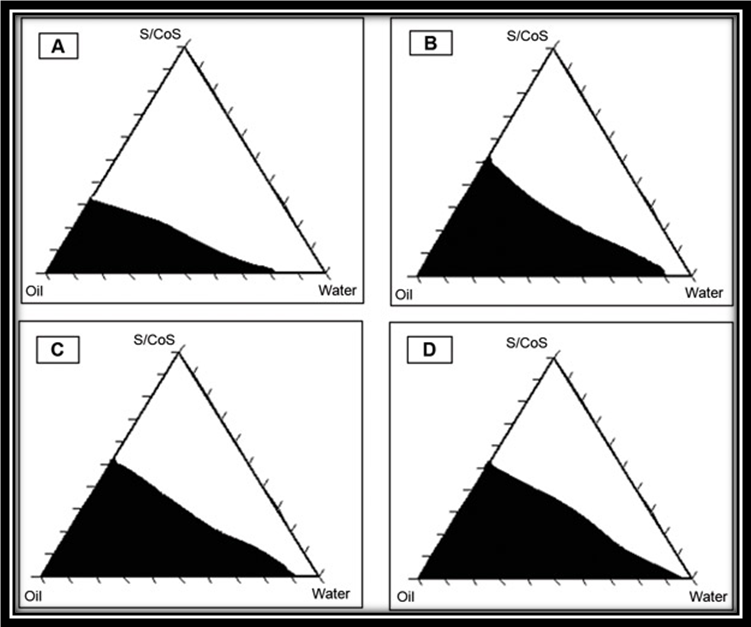 A
S/CoS
Oil
Water
B
S/CoS
Oil
Water
C
S/CoS
Oil
Water
D
S/CoS
Oil
Water